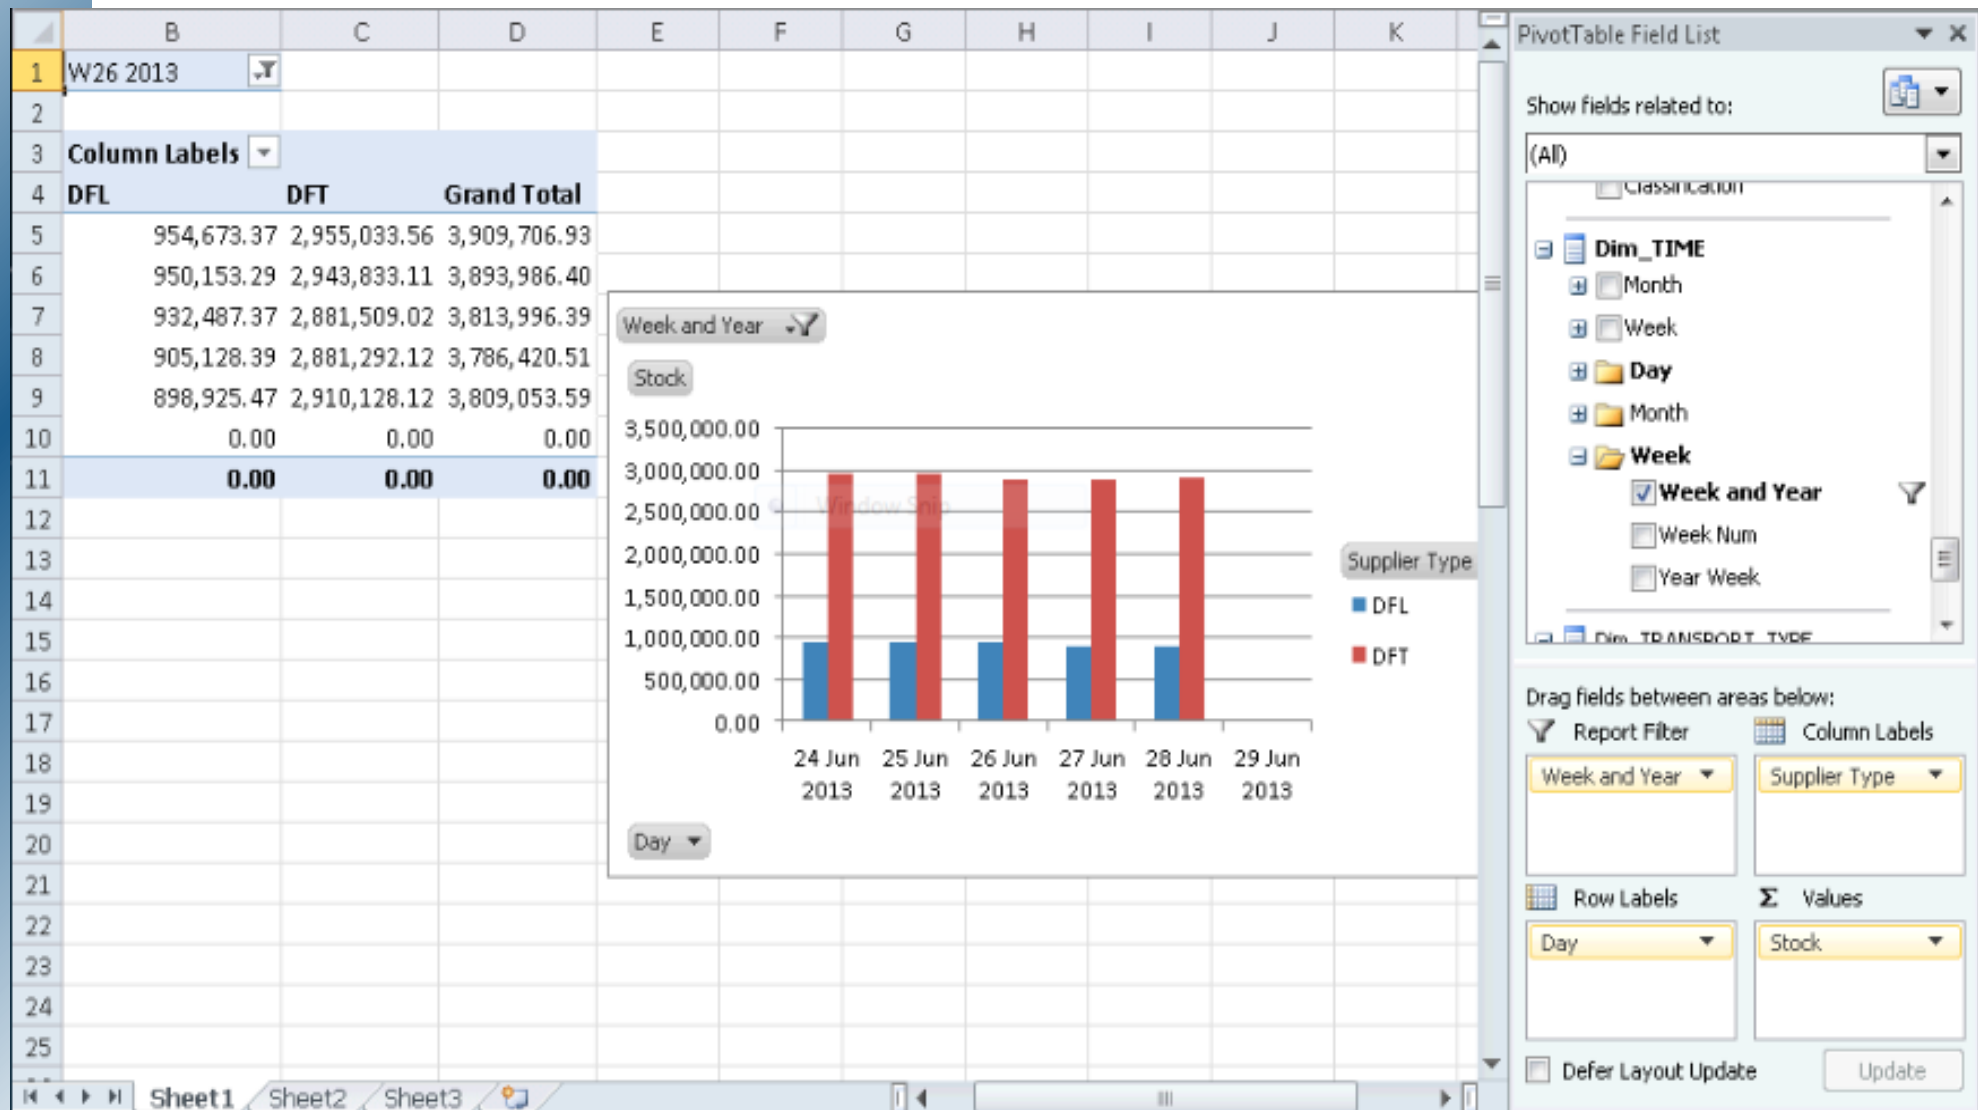 B C D E F G H I J K
1 W26 2013
2
3 Column Labels
4 DFL DFT Grand Total
5 954,673.37 2,955,033.56 3,909,706.93
6 950,153.29 2,943,833.11 3,893,986.40
7 932,487.37 2,881,509.02 3,813,996.39
8 905,128.39 2,881,292.12 3,786,420.51
9 898,925.47 2,910,128.12 3,809,053.59
10 0.00 0.00 0.00
11 0.00 0.00 0.00
12
13
14
15
16
17
18
19
20
21
22
23
24
25
Week and Year
Stock
3,500,000.00
3,000,000.00
2,500,000.00
2,000,000.00
1,500,000.00
1,000,000.00
500,000.00
0.00
Window Snip
24 Jun 25 Jun 26 Jun 27 Jun 28 Jun 29 Jun
2013 2013 2013 2013 2013 2013
Supplier Type
DFL
DFT
Day
Sheet1 Sheet2 Sheet3
PivotTable Field List
Show fields related to:
(All)
Classification
Dim_TIME
Month
Week
Day
Month
Week
Week and Year
Week Num
Year Week
Dim_TRANSPORT_TYPE
Drag fields between areas below:
Report Filter Column Labels
Week and Year Supplier Type
Row Labels Σ Values
Day Stock
Defer Layout Update Update